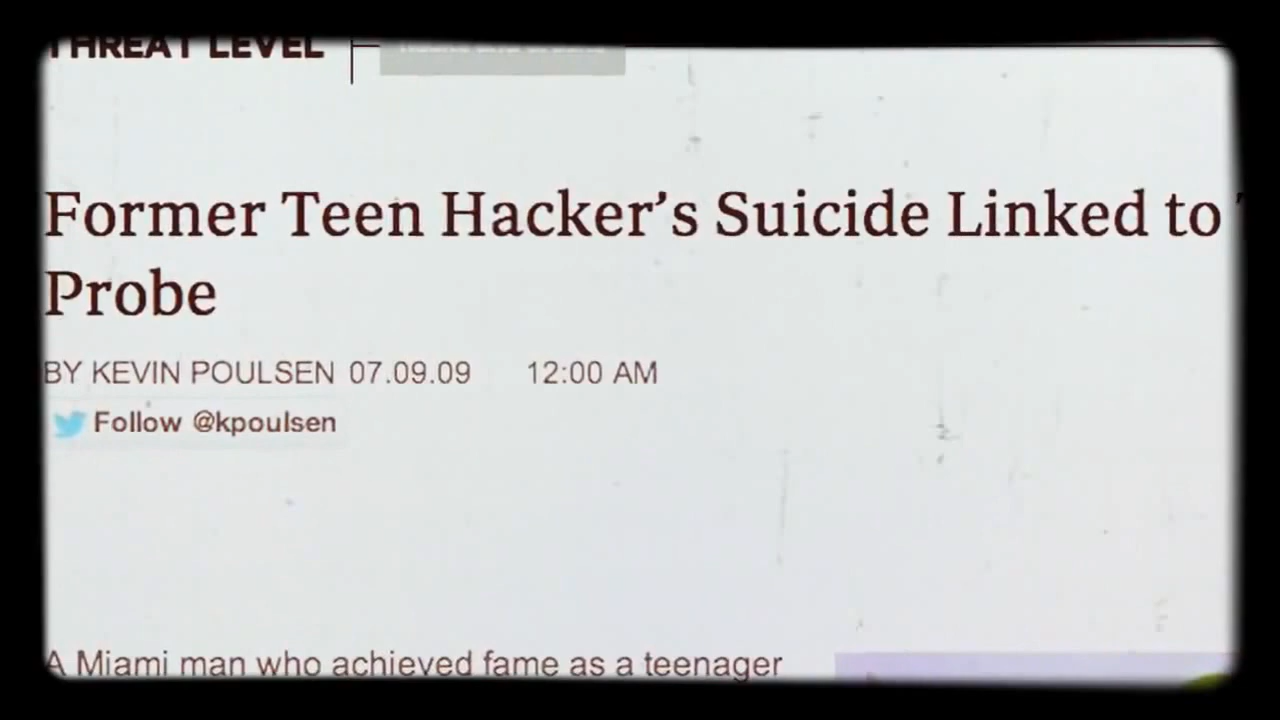 THREAT LEVEL
Former Teen Hacker's Suicide Linked to
Probe
BY KEVIN POULSEN 07.09.09 12:00 AM
Follow @kpoulsen
A Miami man who achieved fame as a teenager